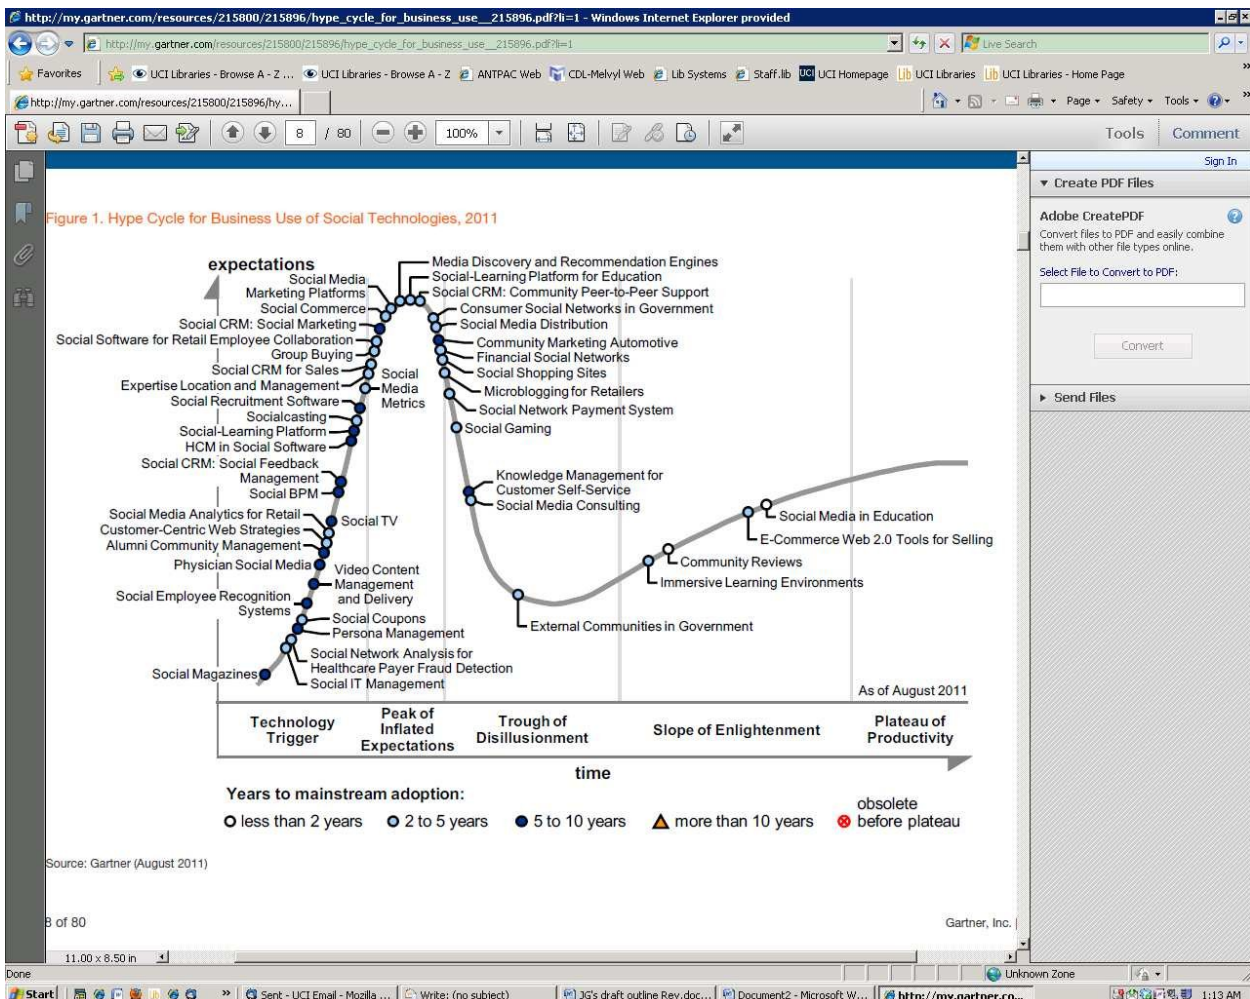 http://my.gartner.com/resources/215800/215896/hype_cycle_for_business_use__215896.pdf?li=1 - Windows Internet Explorer provided
http://my.gartner.com/resources/215800/215896/hype_cycle_for_business_use__215896.pdf?li=1
Live Search
Favorites
UCI Libraries - Browse A - Z ...
UCI Libraries - Browse A - Z
ANTPAC Web
CDL-Melvyl Web
Lib Systems
Staff.lib
UCI UCI Homepage
Lib UCI Libraries
Lib UCI Libraries - Home Page
http://my.gartner.com/resources/215800/215896/hy...
Page
Safety
Tools
8 / 80
100%
Tools
Comment
Sign In
Create PDF Files
Adobe CreatePDF
Convert files to PDF and easily combine
them with other file types online.
Select File to Convert to PDF:
Convert
Send Files
Figure 1. Hype Cycle for Business Use of Social Technologies, 2011
expectations
Social Media
Marketing Platforms
Social Commerce
Social CRM: Social Marketing
Social Software for Retail Employee Collaboration
Group Buying
Social CRM for Sales
Expertise Location and Management
Social Recruitment Software
Socialcasting
Social-Learning Platform
HCM in Social Software
Social CRM: Social Feedback
Management
Social BPM
Social Media Analytics for Retail
Customer-Centric Web Strategies
Alumni Community Management
Physician Social Media
Social Employee Recognition
Systems
Social Magazines
Media Discovery and Recommendation Engines
Social-Learning Platform for Education
Social CRM: Community Peer-to-Peer Support
Consumer Social Networks in Government
Social Media Distribution
Community Marketing Automotive
Financial Social Networks
Social Shopping Sites
Microblogging for Retailers
Social Network Payment System
Social Gaming
Social
Media
Metrics
Knowledge Management for
Customer Self-Service
Social Media Consulting
Social TV
Video Content
Management
and Delivery
Social Coupons
Persona Management
Social Network Analysis for
Healthcare Payer Fraud Detection
Social IT Management
External Communities in Government
Social Media in Education
E-Commerce Web 2.0 Tools for Selling
Community Reviews
Immersive Learning Environments
As of August 2011
Technology
Trigger
Peak of
Inflated
Expectations
Trough of
Disillusionment
Slope of Enlightenment
Plateau of
Productivity
time
Years to mainstream adoption:
less than 2 years
2 to 5 years
5 to 10 years
more than 10 years
obsolete
before plateau
Source: Gartner (August 2011)
8 of 80
Gartner, Inc. |
11.00 x 8.50 in
Done
Unknown Zone
Start
Sent - UCI Email - Mozilla ...
Write: (no subject)
JG's draft outline Rev.doc...
Document2 - Microsoft W...
http://my.gartner.co...
1:13 AM